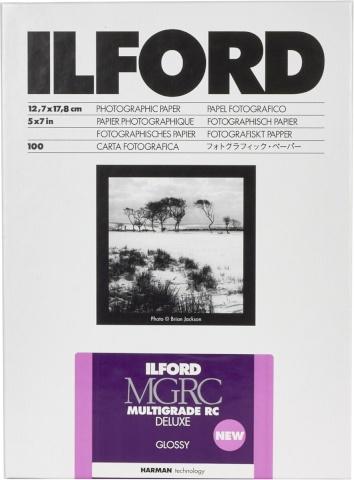 ILFORD
12,7x17,8 cm PHOTOGRAPHIC PAPER PAPEL FOTOGRAFICO
5x7 in PAPIER PHOTOGRAPHIQUE FOTOGRAFISCH PAPIER
FOTOGRAFISCHES PAPIER FOTOGRAFISKT PAPPER
100 CARTA FOTOGRAFICA フォトグラフィック・ペーパー
Photo © Brian Jackson
ILFORD
MGRC
MULTIGRADE RC
DELUXE
NEW
GLOSSY
HARMAN technology